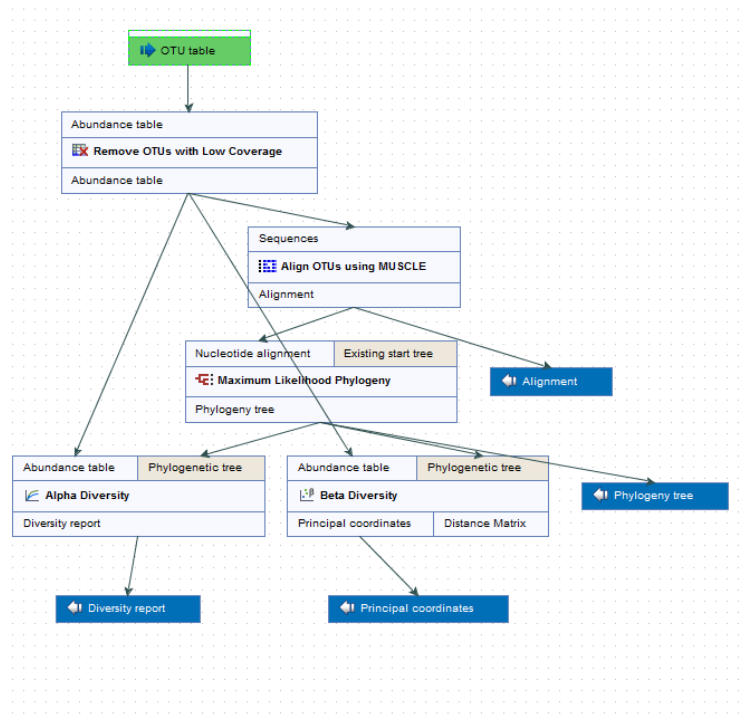 OTU table
Abundance table
Remove OTUs with Low Coverage
Abundance table
Sequences
Align OTUs using MUSCLE
Alignment
Nucleotide alignment Existing start tree
Maximum Likelihood Phylogeny
Phylogeny tree
Alignment
Abundance table Phylogenetic tree
Alpha Diversity
Diversity report
Abundance table Phylogenetic tree
Beta Diversity
Principal coordinates Distance Matrix
Phylogeny tree
Diversity report
Principal coordinates